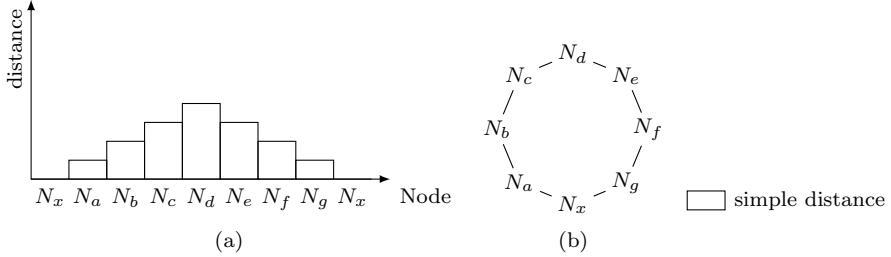 distance
N_x N_a N_b N_c N_d N_e N_f N_g N_x Node
(a)
N_d
N_c N_e
N_b N_f
N_a N_g
N_x
(b)
simple distance